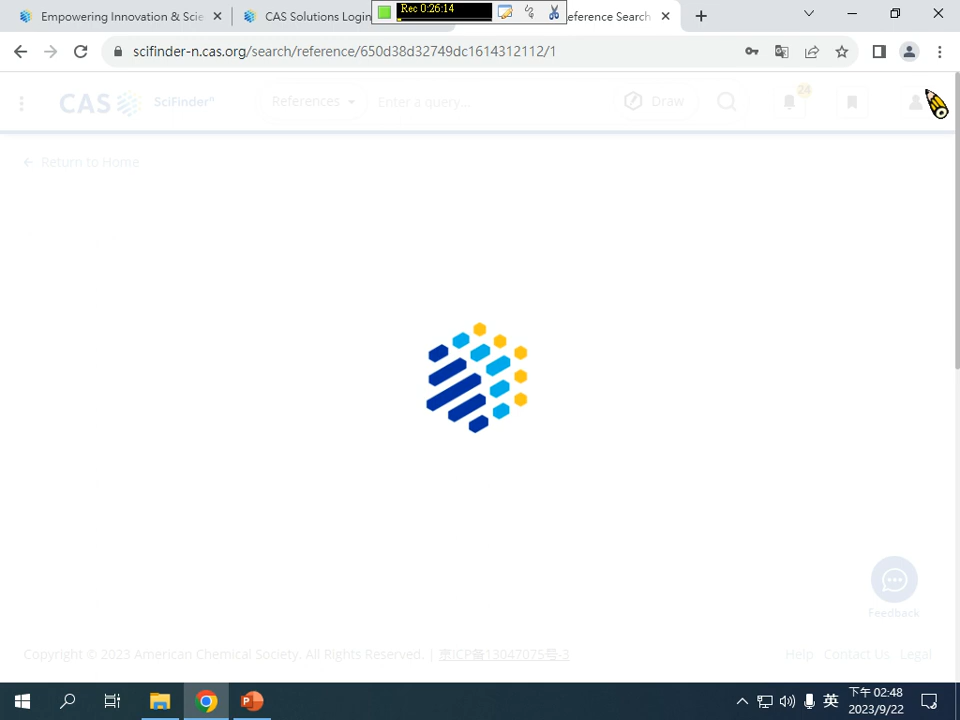 Empowering Innovation & Scie
CAS Solutions Login
Rec 0:26:14
eference Search
scifinder-n.cas.org/search/reference/650d38d32749dc1614312112/1
CAS SciFinderⁿ
References
Enter a query...
Draw
24
Return to Home
Feedback
Copyright © 2023 American Chemical Society. All Rights Reserved. | 京ICP备13047075号-3
Help Contact Us Legal
英
下午 02:48
2023/9/22